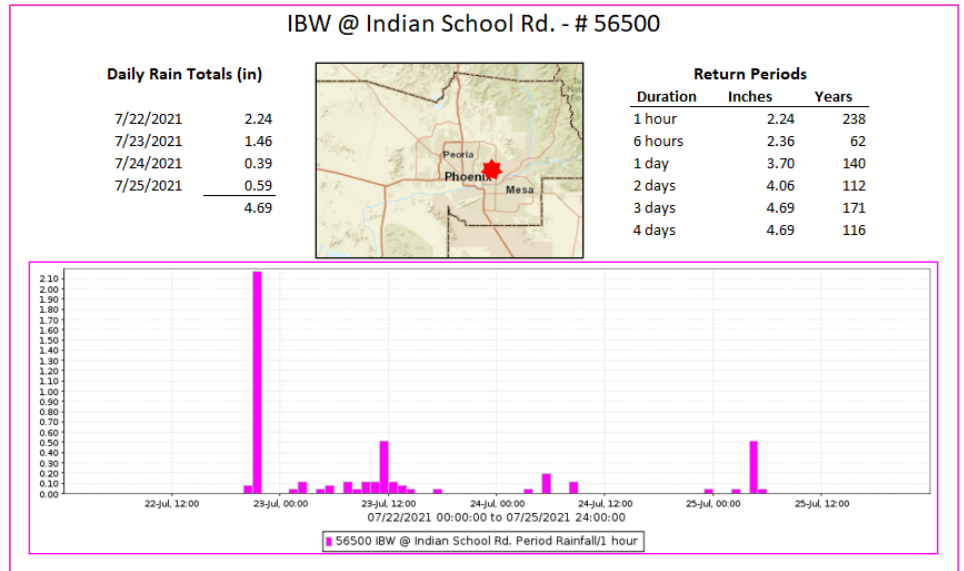 IBW @ Indian School Rd. - # 56500
Daily Rain Totals (in)
7/22/2021 2.24
7/23/2021 1.46
7/24/2021 0.39
7/25/2021 0.59
4.69
Peoria
Phoenix
Mesa
Return Periods
Duration Inches Years
1 hour 2.24 238
6 hours 2.36 62
1 day 3.70 140
2 days 4.06 112
3 days 4.69 171
4 days 4.69 116
2.10
2.00
1.90
1.80
1.70
1.60
1.50
1.40
1.30
1.20
1.10
1.00
0.90
0.80
0.70
0.60
0.50
0.40
0.30
0.20
0.10
0.00
22-Jul, 12:00 23-Jul, 00:00 23-Jul, 12:00 24-Jul, 00:00 24-Jul, 12:00 25-Jul, 00:00 25-Jul, 12:00
07/22/2021 00:00:00 to 07/25/2021 24:00:00
56500 IBW @ Indian School Rd. Period Rainfall/1 hour